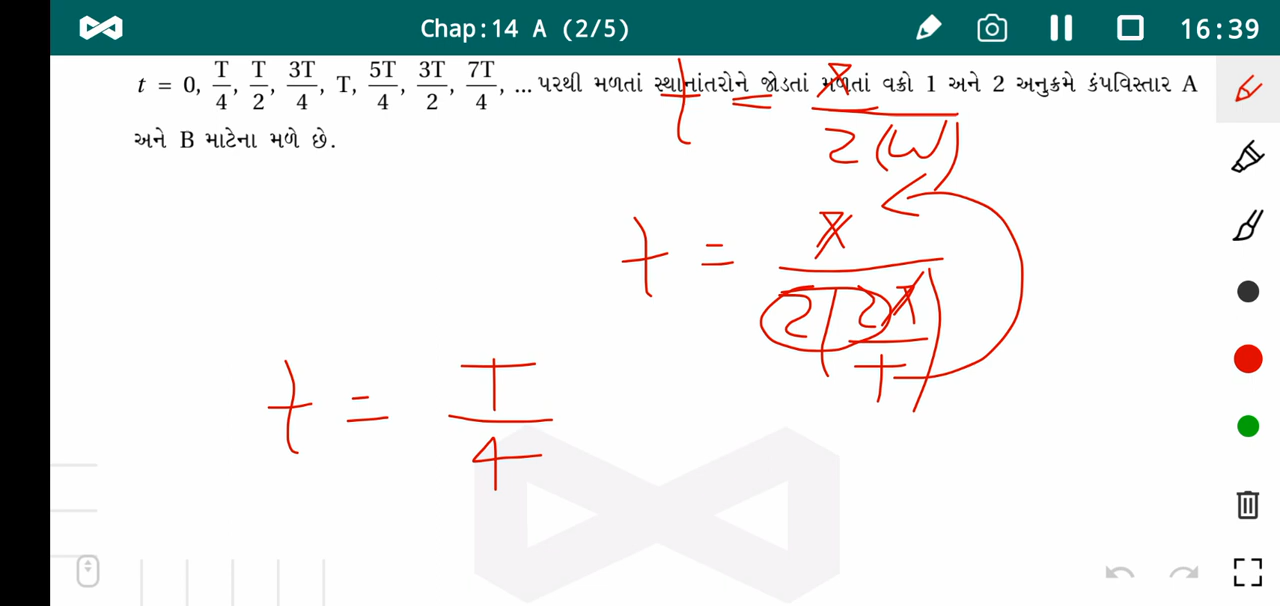 Chap:14 A (2/5)
16:39
t = 0, T/4, T/2, 3T/4, T, 5T/4, 3T/2, 7T/4, ... પરથી મળતાં સ્થાનાંતરોને જોડતાં મળતાં વક્રો 1 અને 2 અનુક્રમે કંપવિસ્તાર A
અને B માટેના મળે છે.
t = π/2(ω)
t = π/2(2π/T)
t = T/4